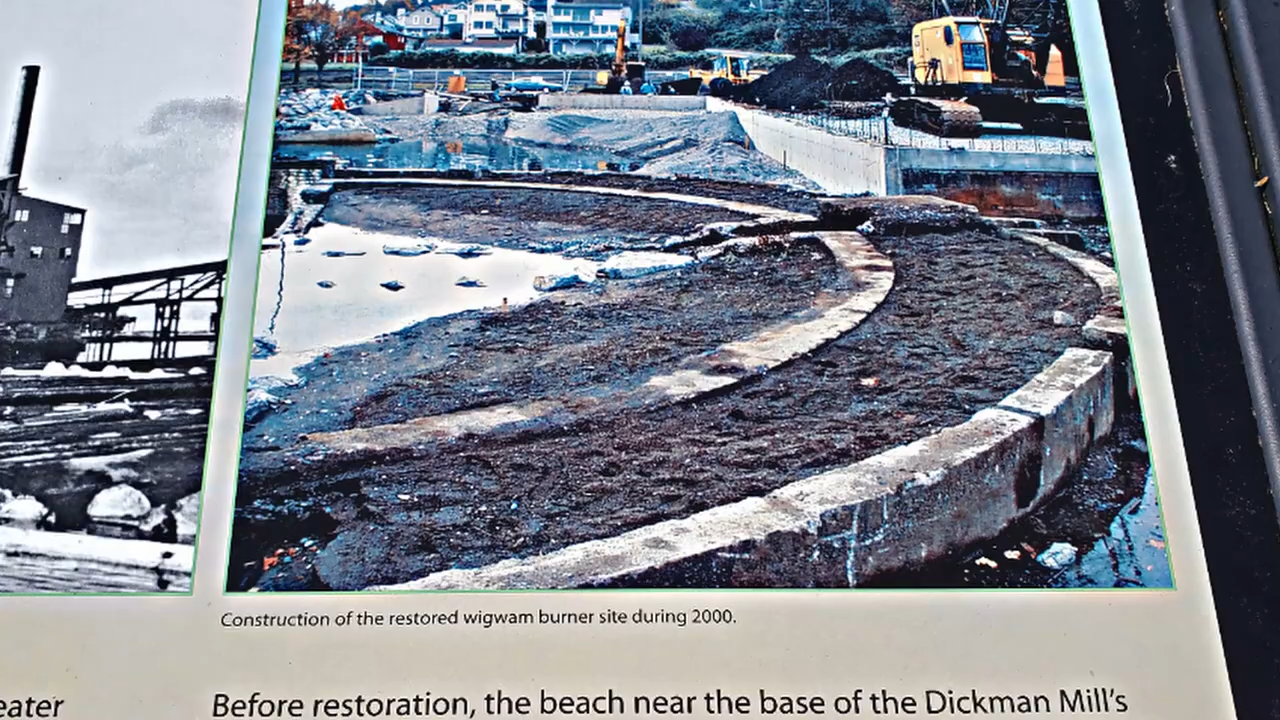 Construction of the restored wigwam burner site during 2000.
eater
Before restoration, the beach near the base of the Dickman Mill's